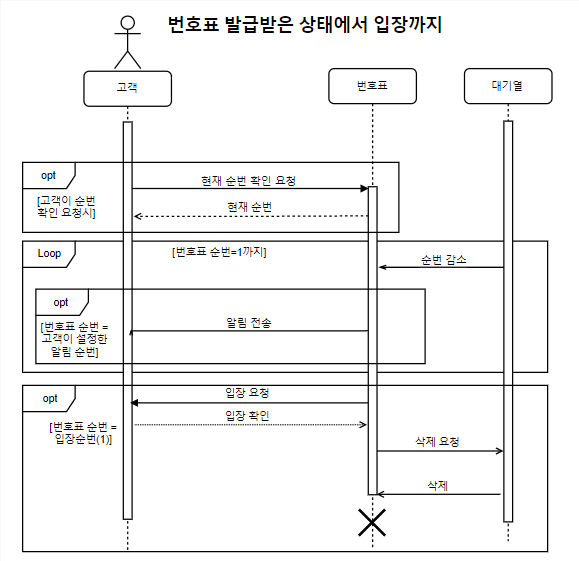 번호표 발급받은 상태에서 입장까지
고객
번호표
대기열
opt
[고객이 순번
확인 요청시]
현재 순번 확인 요청
현재 순번
Loop
[번호표 순번=1까지]
순번 감소
opt
[번호표 순번 =
고객이 설정한
알림 순번]
알림 전송
opt
[번호표 순번 =
입장순번(1)]
입장 요청
입장 확인
삭제 요청
삭제